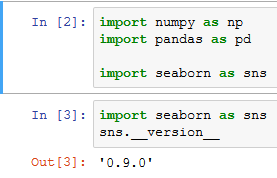 In [2]: import numpy as np
import pandas as pd
import seaborn as sns
In [3]: import seaborn as sns
sns.__version__
Out[3]: '0.9.0'